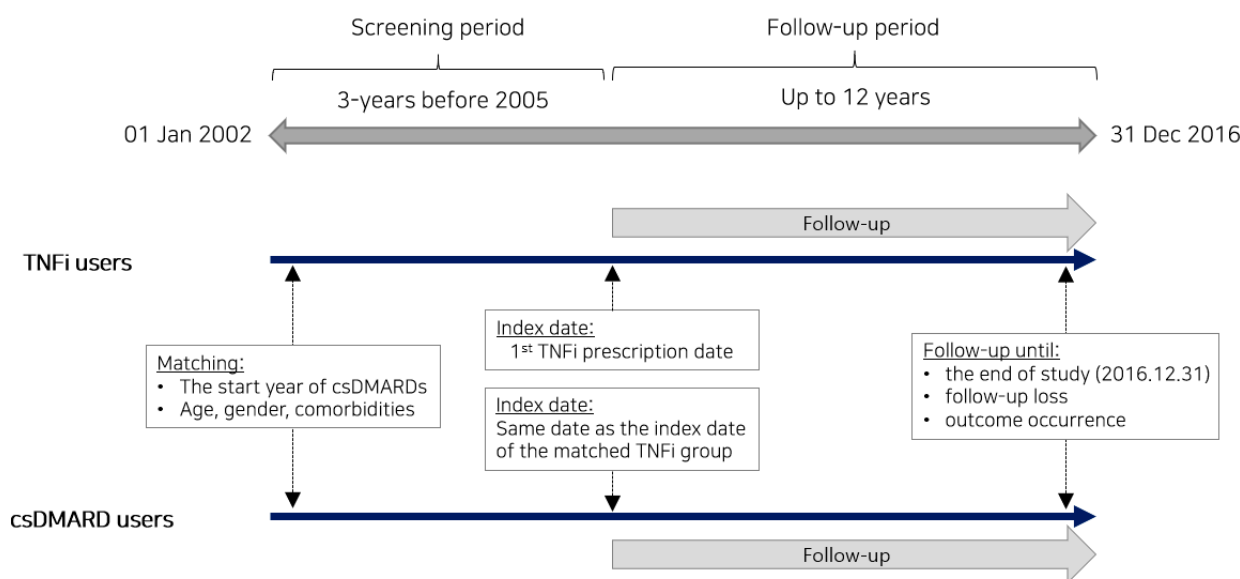 Screening period
Follow-up period
3-years before 2005
Up to 12 years
01 Jan 2002
31 Dec 2016
Follow-up
TNFi users
Matching:
• The start year of csDMARDs
• Age, gender, comorbidities
Index date:
1st TNFi prescription date
Index date:
Same date as the index date
of the matched TNFi group
Follow-up until:
• the end of study (2016.12.31)
• follow-up loss
• outcome occurrence
csDMARD users
Follow-up